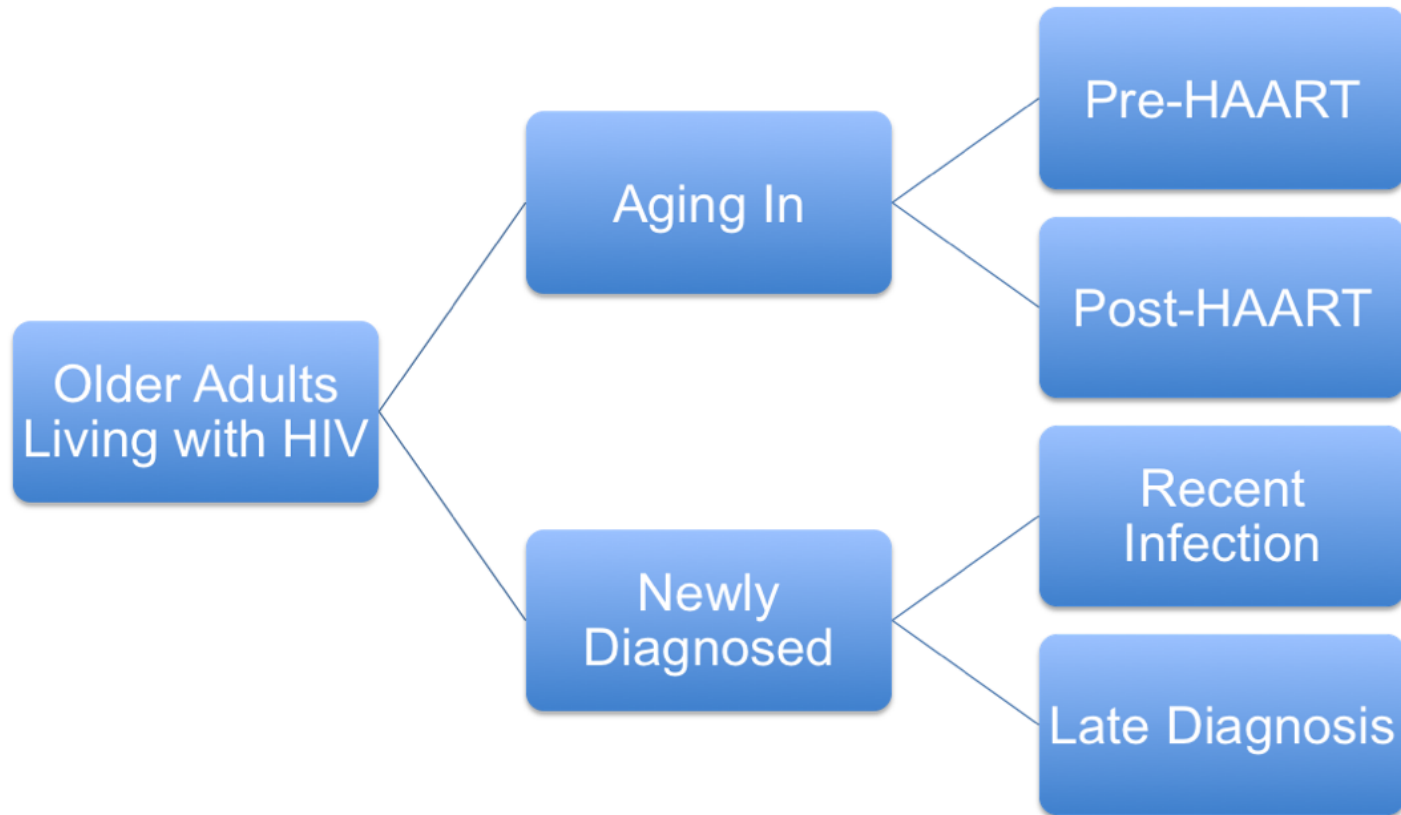 Older Adults
Living with HIV
Aging In
Pre-HAART
Post-HAART
Newly
Diagnosed
Recent
Infection
Late Diagnosis